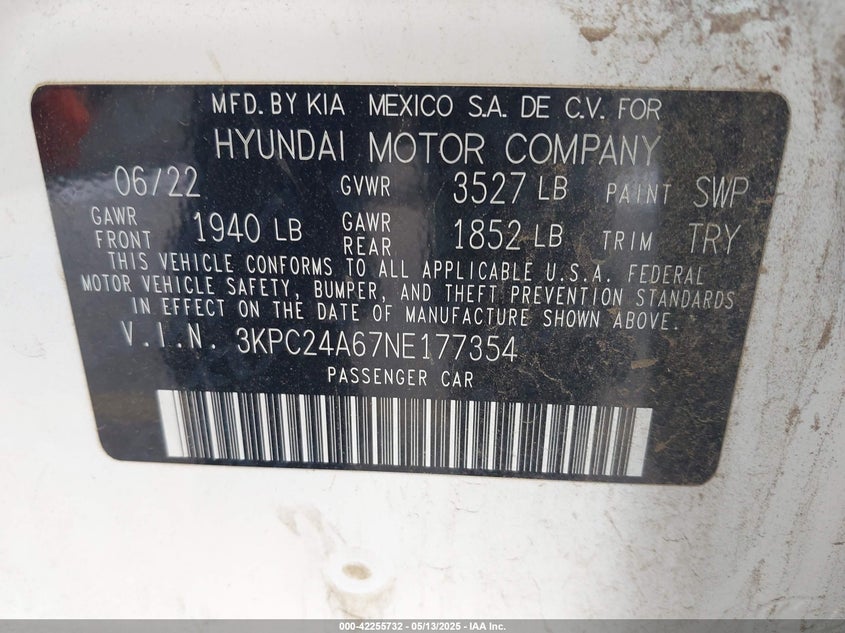 MFD. BY KIA MEXICO S.A. DE C.V. FOR
HYUNDAI MOTOR COMPANY
06/22 GVWR 3527 LB PAINT SWP
GAWR FRONT 1940 LB GAWR REAR 1852 LB TRIM TRY
THIS VEHICLE CONFORMS TO ALL APPLICABLE U.S.A. FEDERAL
MOTOR VEHICLE SAFETY, BUMPER, AND THEFT PREVENTION STANDARDS
IN EFFECT ON THE DATE OF MANUFACTURE SHOWN ABOVE.
V.I.N. 3KPC24A67NE177354
PASSENGER CAR
000-42255732 - 05/13/2025 - IAA Inc.